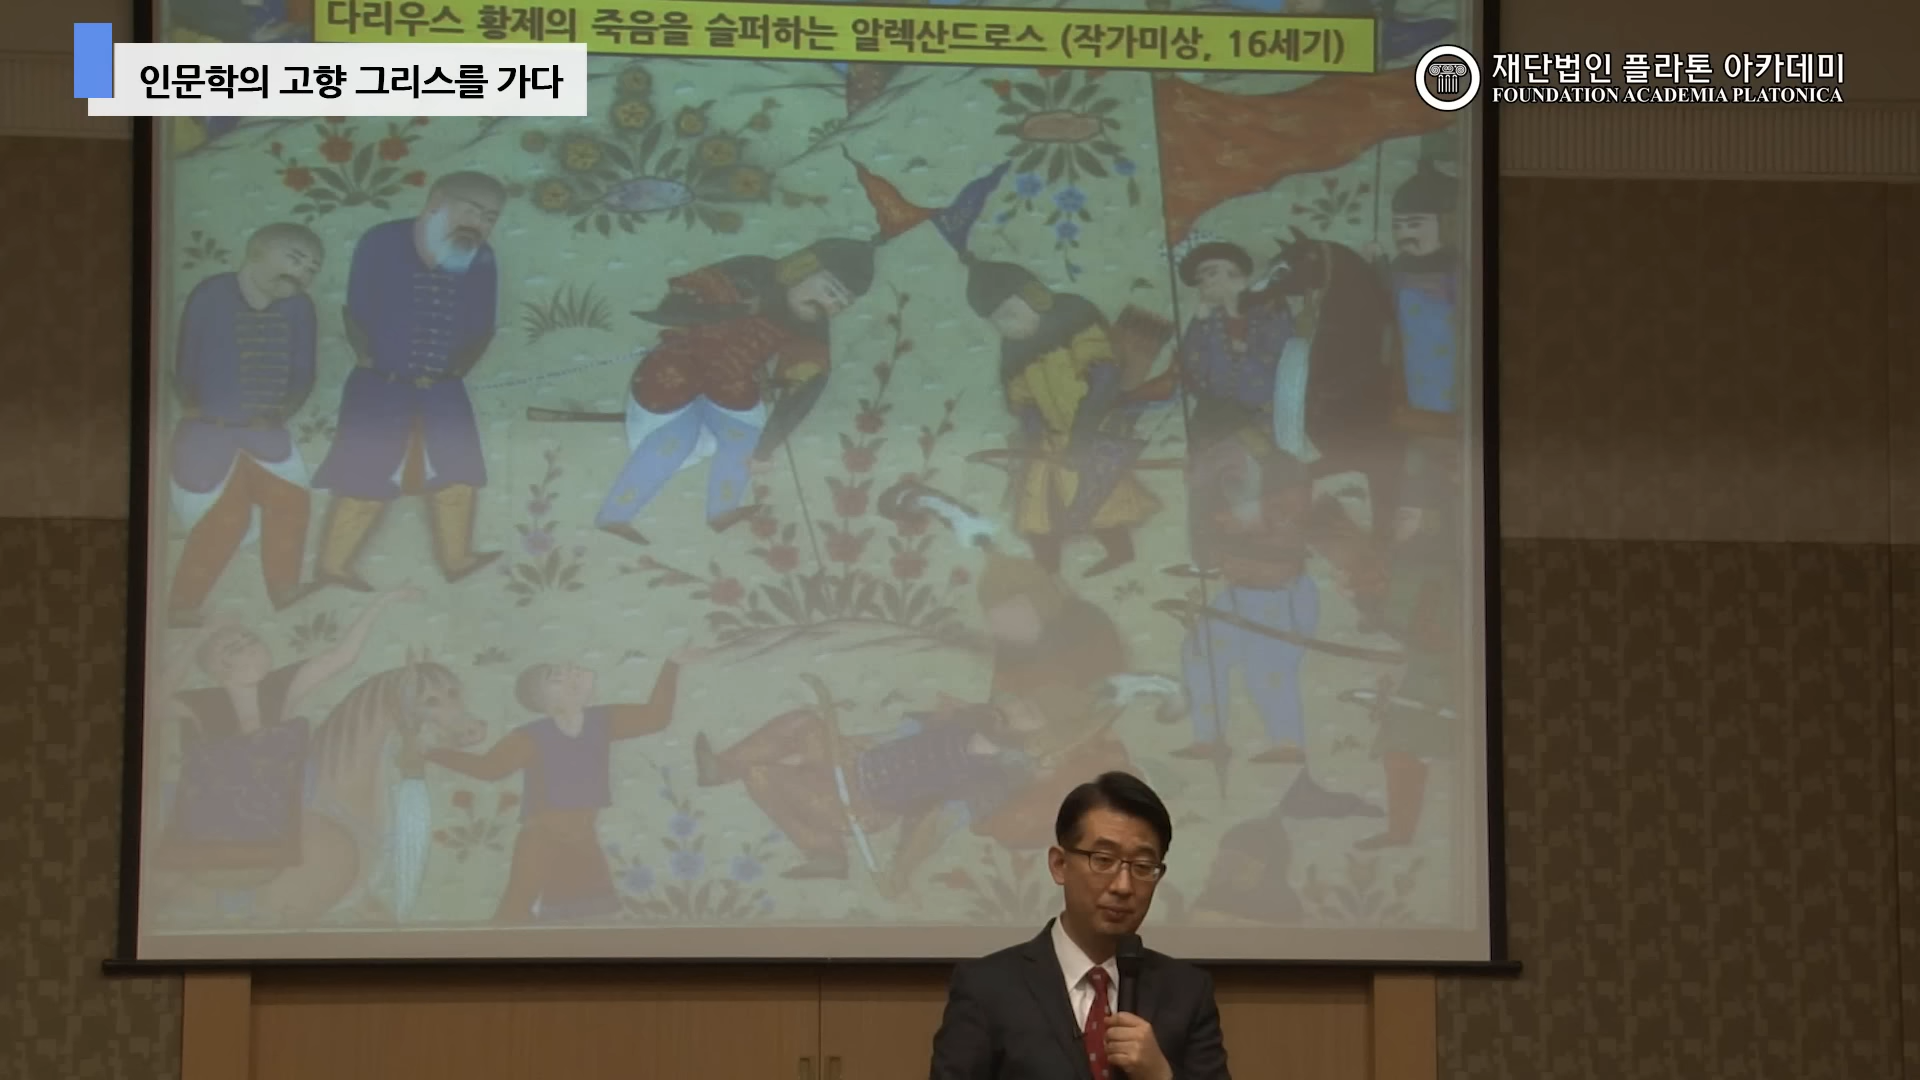 다리우스 황제의 죽음을 슬퍼하는 알렉산드로스 (작가미상, 16세기)
인문학의 고향 그리스를 가다
재단법인 플라톤 아카데미
FOUNDATION ACADEMIA PLATONICA